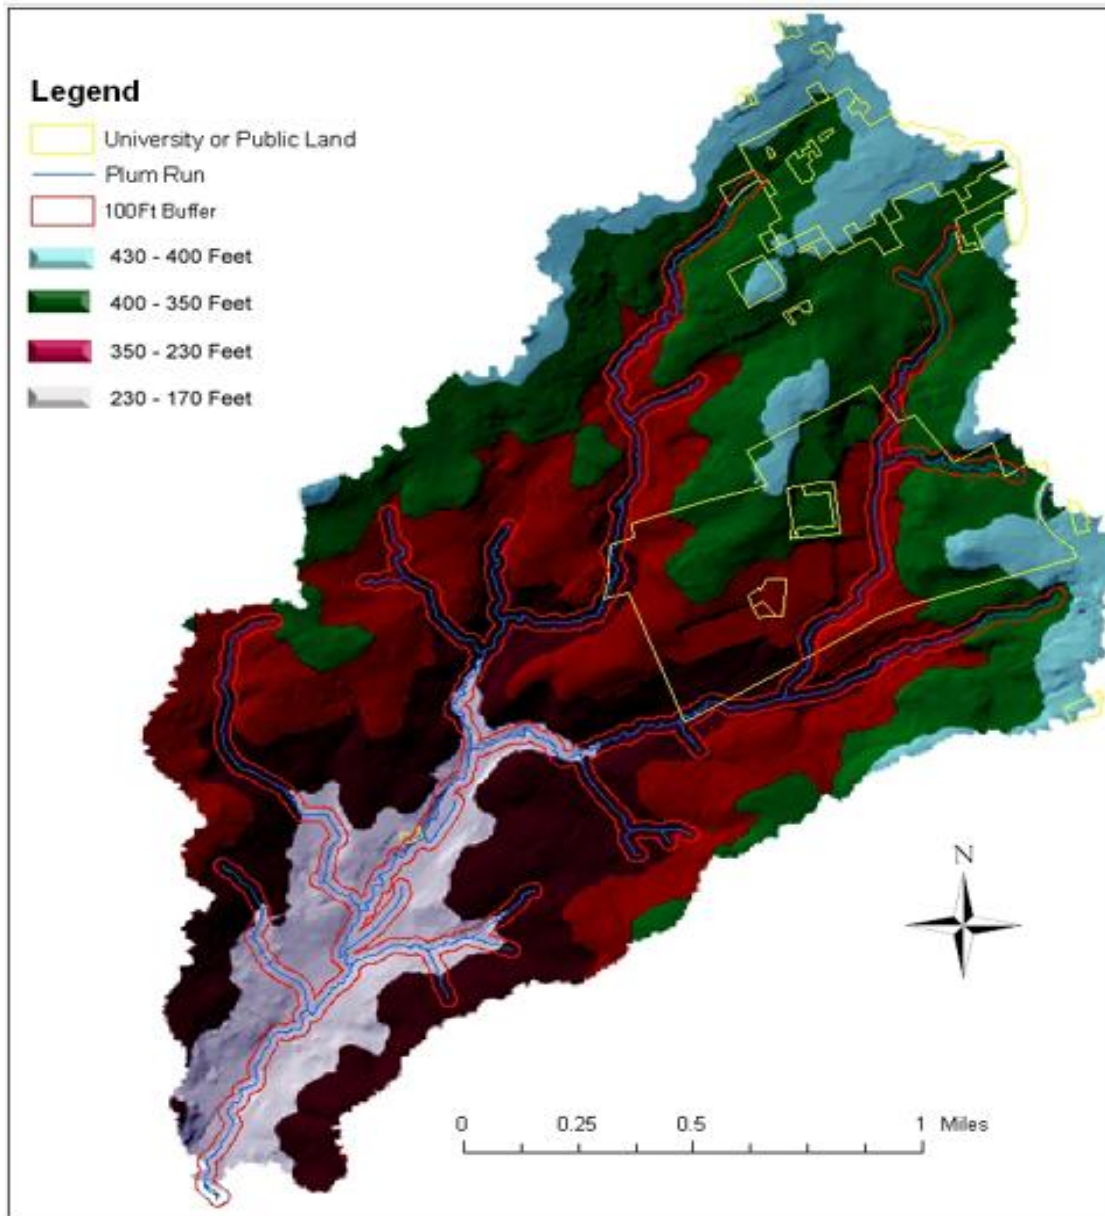 Legend
University or Public Land
Plum Run
100Ft Buffer
430 - 400 Feet
400 - 350 Feet
350 - 230 Feet
230 - 170 Feet
N
0 0.25 0.5 1 Miles